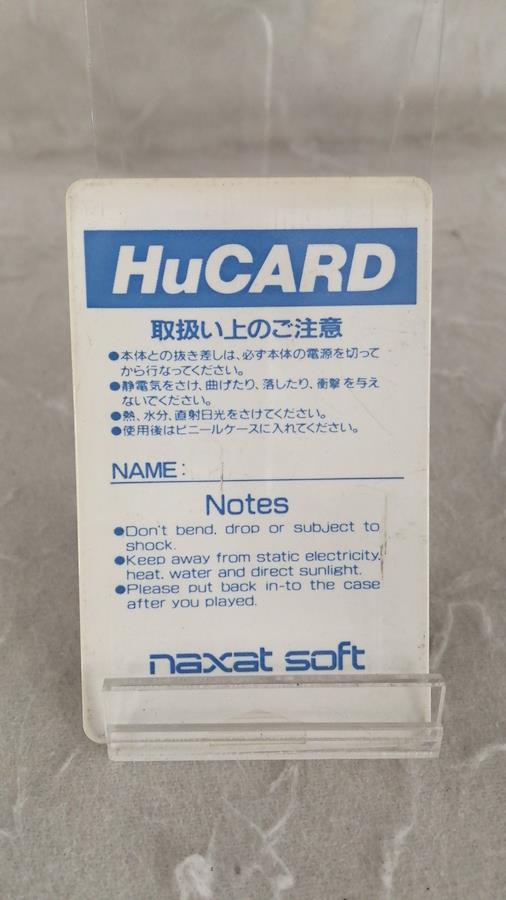 HuCARD
取扱い上のご注意
●本体との抜き差しは、必ず本体の電源を切って
から行なってください。
●静電気をさけ、曲げたり、落したり、衝撃を与え
ないでください。
●熱、水分、直射日光をさけてください。
●使用後はビニールケースに入れてください。
NAME:
Notes
●Don't bend, drop or subject to
shock.
●Keep away from static electricity,
heat, water and direct sunlight.
●Please put back in-to the case
after you played.
naxat soft